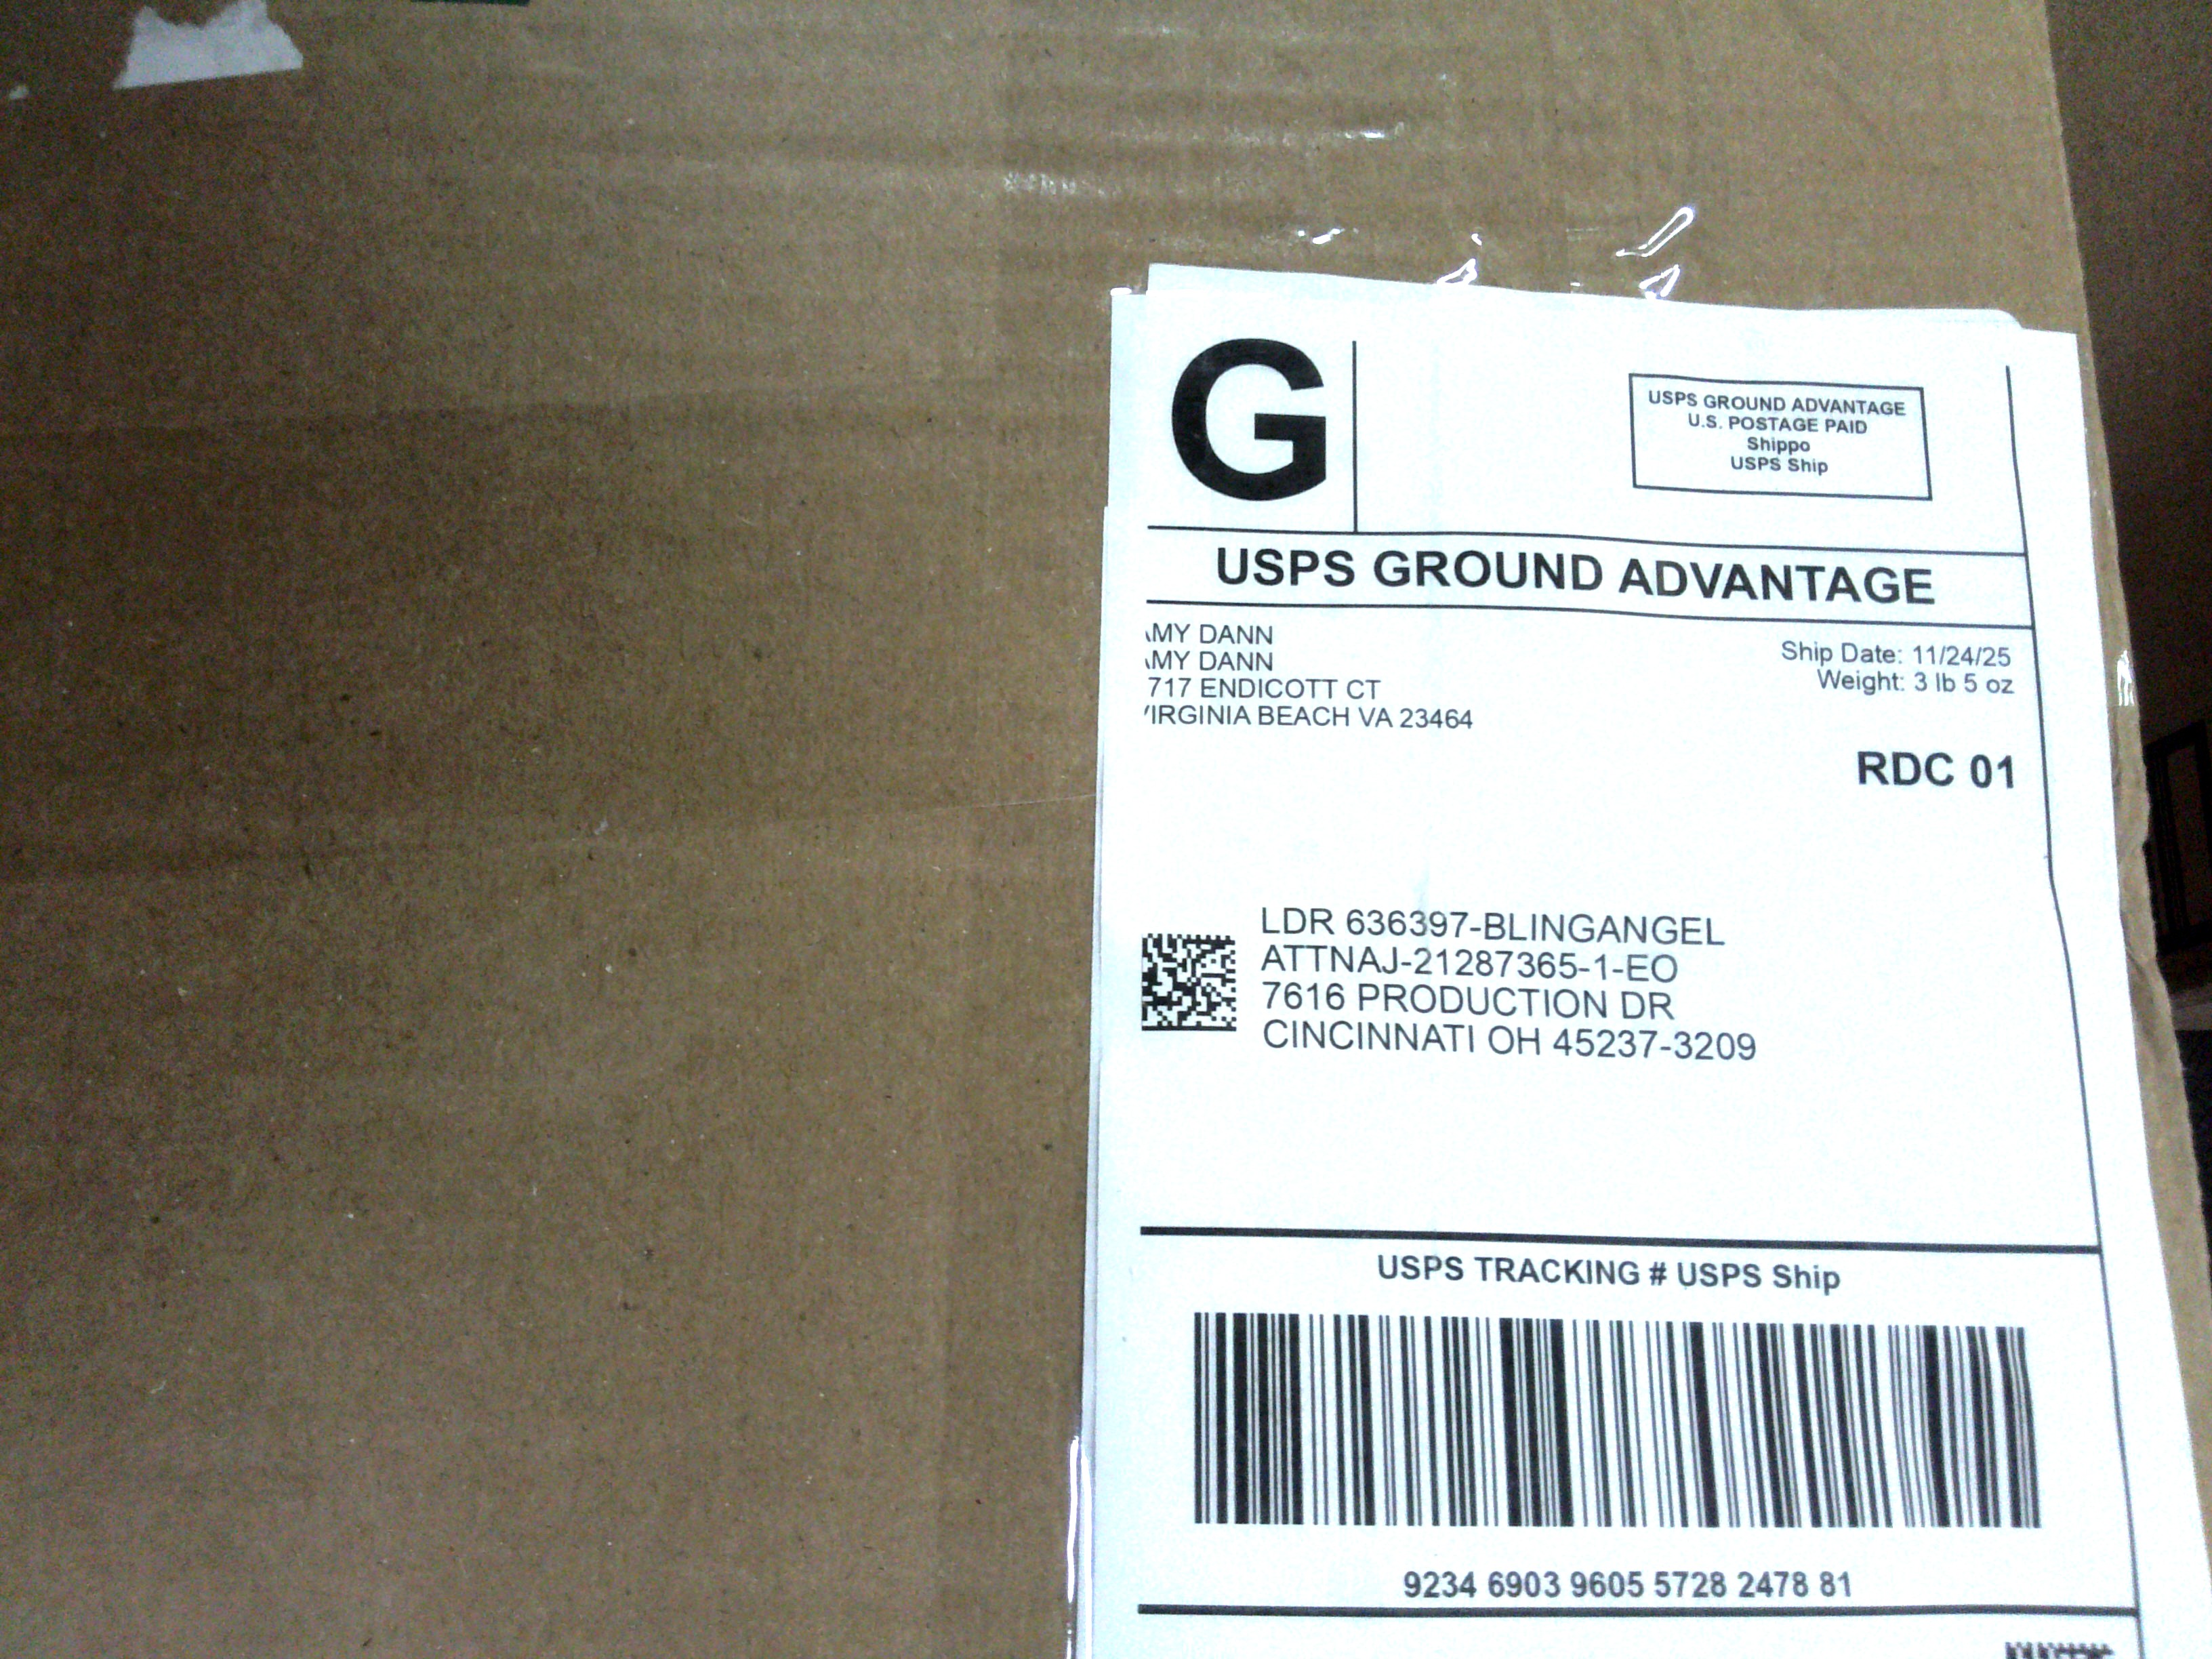 G
USPS GROUND ADVANTAGE
U.S. POSTAGE PAID
Shippo
USPS Ship
USPS GROUND ADVANTAGE
MY DANN
MY DANN
717 ENDICOTT CT
VIRGINIA BEACH VA 23464
Ship Date: 11/24/25
Weight: 3 lb 5 oz
RDC 01
LDR 636397-BLINGANGEL
ATTNAJ-21287365-1-EO
7616 PRODUCTION DR
CINCINNATI OH 45237-3209
USPS TRACKING # USPS Ship
9234 6903 9605 5728 2478 81